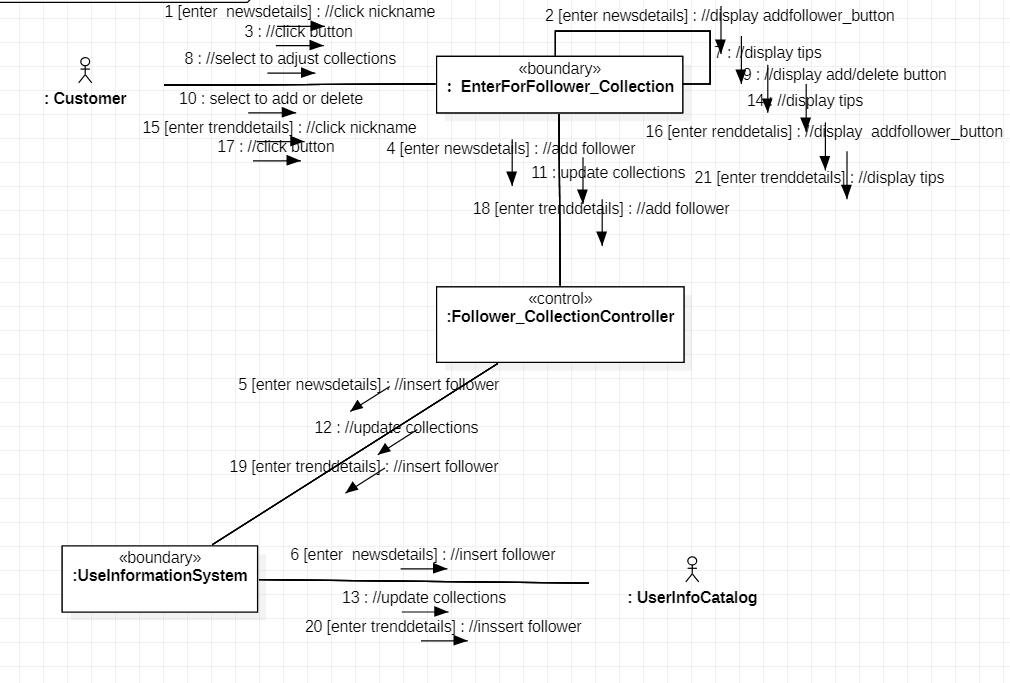 1 [enter  newsdetails] : //click nickname
2 [enter newsdetails] : //display addfollower_button
3 : //click button
7 : //display tips
8 : //select to adjust collections
«boundary»
9 : //display add/delete button
: Customer
: EnterForFollower_Collection
10 : select to add or delete
14 : //display tips
15 [enter trenddetails] : //click nickname
16 [enter renddetalis] : //display  addfollower_button
17 : //click button
4 [enter newsdetails] : //add follower
11 : update collections
21 [enter trenddetails] : //display tips
18 [enter trenddetails] : //add follower
«control»
:Follower_CollectionController
5 [enter newsdetails] : //insert follower
12 : //update collections
19 [enter trenddetails] : //insert follower
«boundary»
:UseInformationSystem
6 [enter  newsdetails] : //insert follower
13 : //update collections
: UserInfoCatalog
20 [enter trenddetails] : //inssert follower